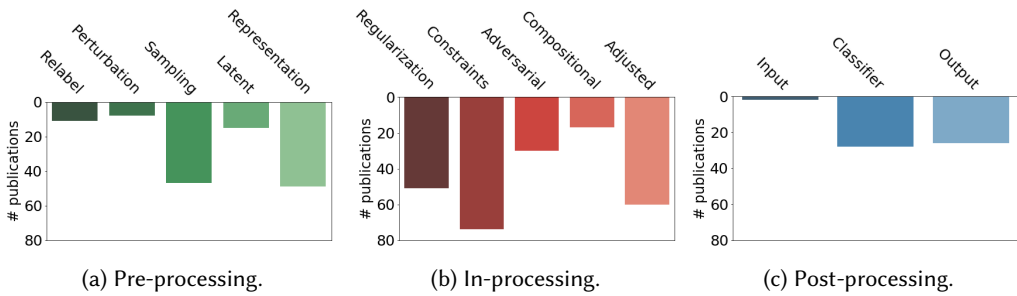 Relabel
Perturbation
Sampling
Latent
Representation
0
20
40
60
80
# publications
(a) Pre-processing.
Regularization
Constraints
Adversarial
Compositional
Adjusted
0
20
40
60
80
# publications
(b) In-processing.
Input
Classifier
Output
0
20
40
60
80
# publications
(c) Post-processing.